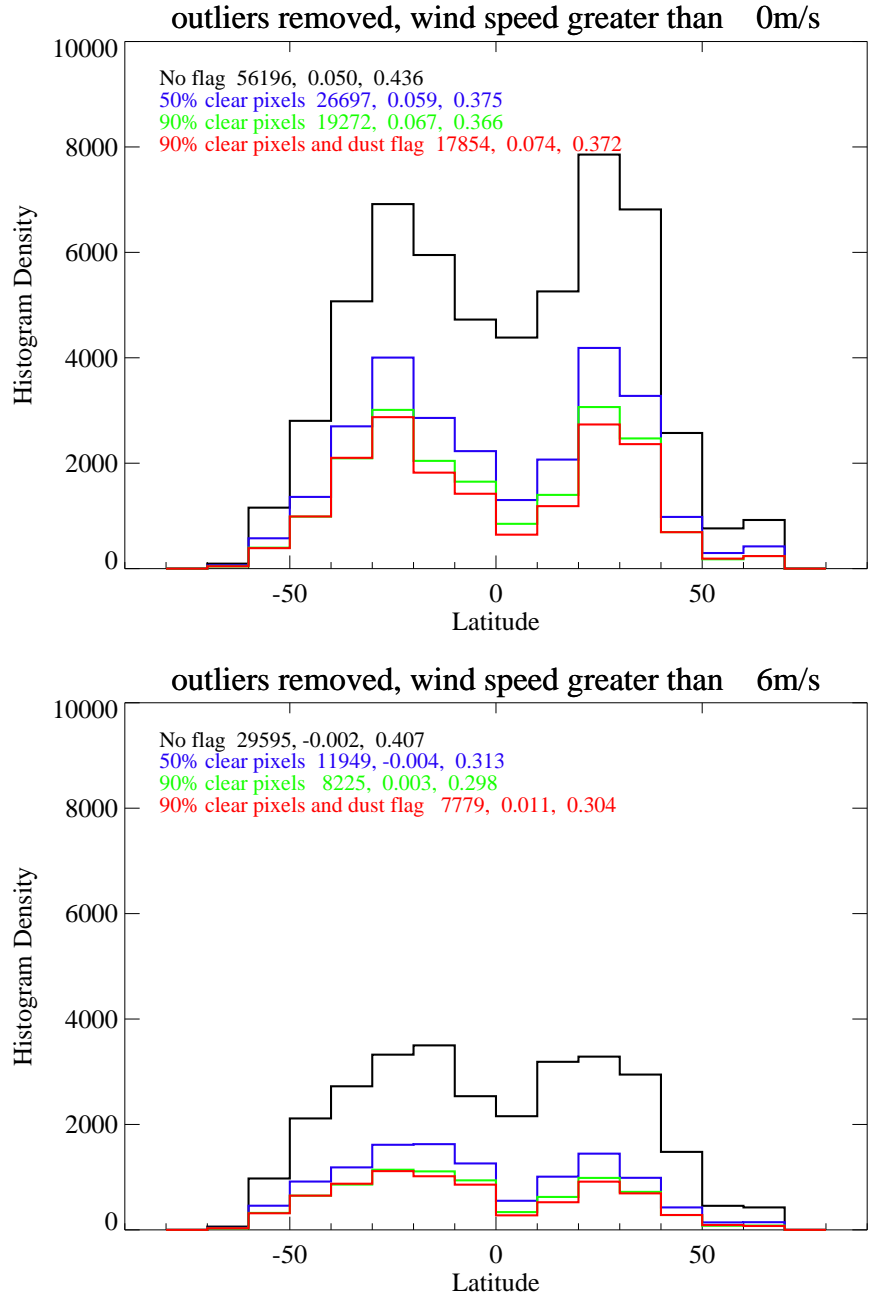 outliers removed, wind speed greater than 0m/s
No flag 56196, 0.050, 0.436
50% clear pixels 26697, 0.059, 0.375
90% clear pixels 19272, 0.067, 0.366
90% clear pixels and dust flag 17854, 0.074, 0.372
10000
8000
6000
4000
2000
0
Histogram Density
-50 0 50
Latitude
outliers removed, wind speed greater than 6m/s
No flag 29595, -0.002, 0.407
50% clear pixels 11949, -0.004, 0.313
90% clear pixels 8225, 0.003, 0.298
90% clear pixels and dust flag 7779, 0.011, 0.304
10000
8000
6000
4000
2000
0
Histogram Density
-50 0 50
Latitude